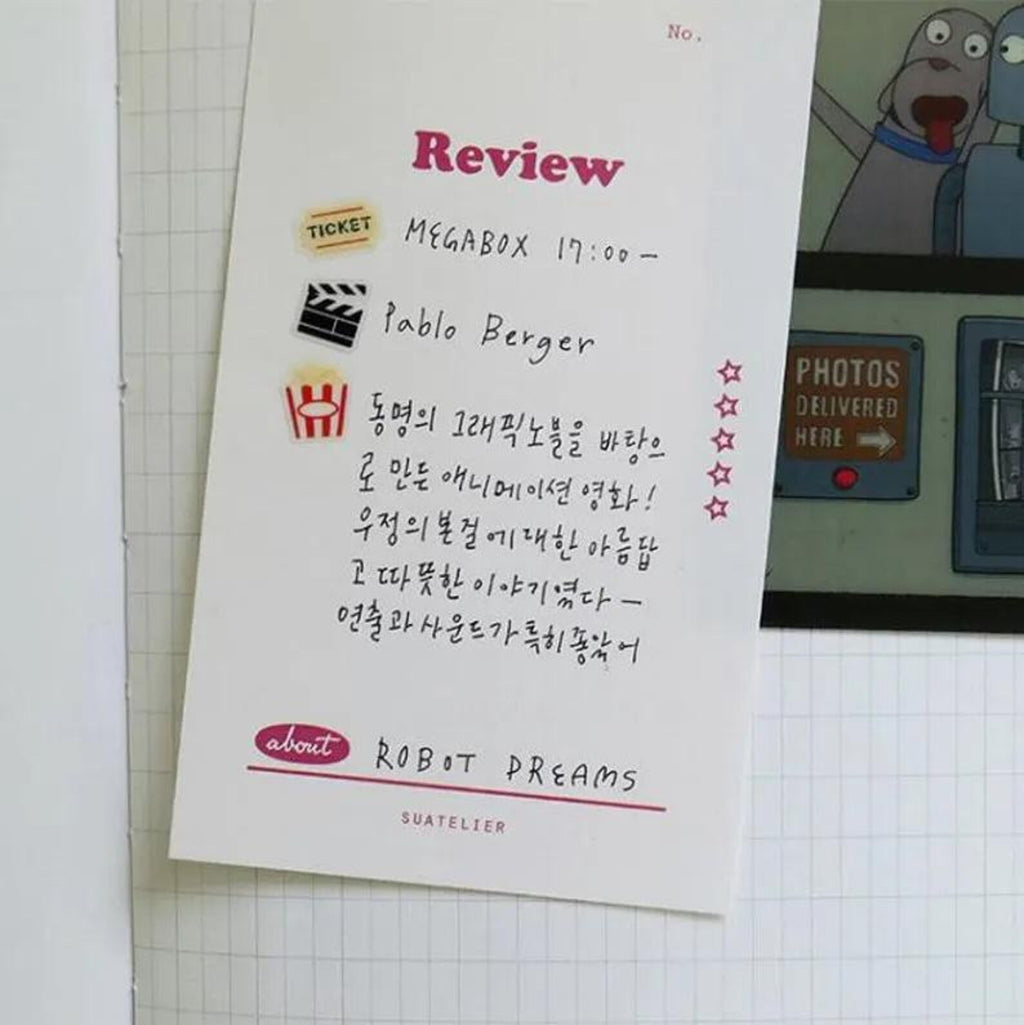 No.
Review
TICKET
MEGABOX 17:00 –
Pablo Berger
동명의 그래픽노블을 바탕으
로 만든 애니메이션 영화!
우정의 본질에 대한 아름답
고 따뜻한 이야기였다 –
연출과 사운드가 특히 좋았어
about ROBOT DREAMS
SUATELIER
PHOTOS
DELIVERED
HERE →